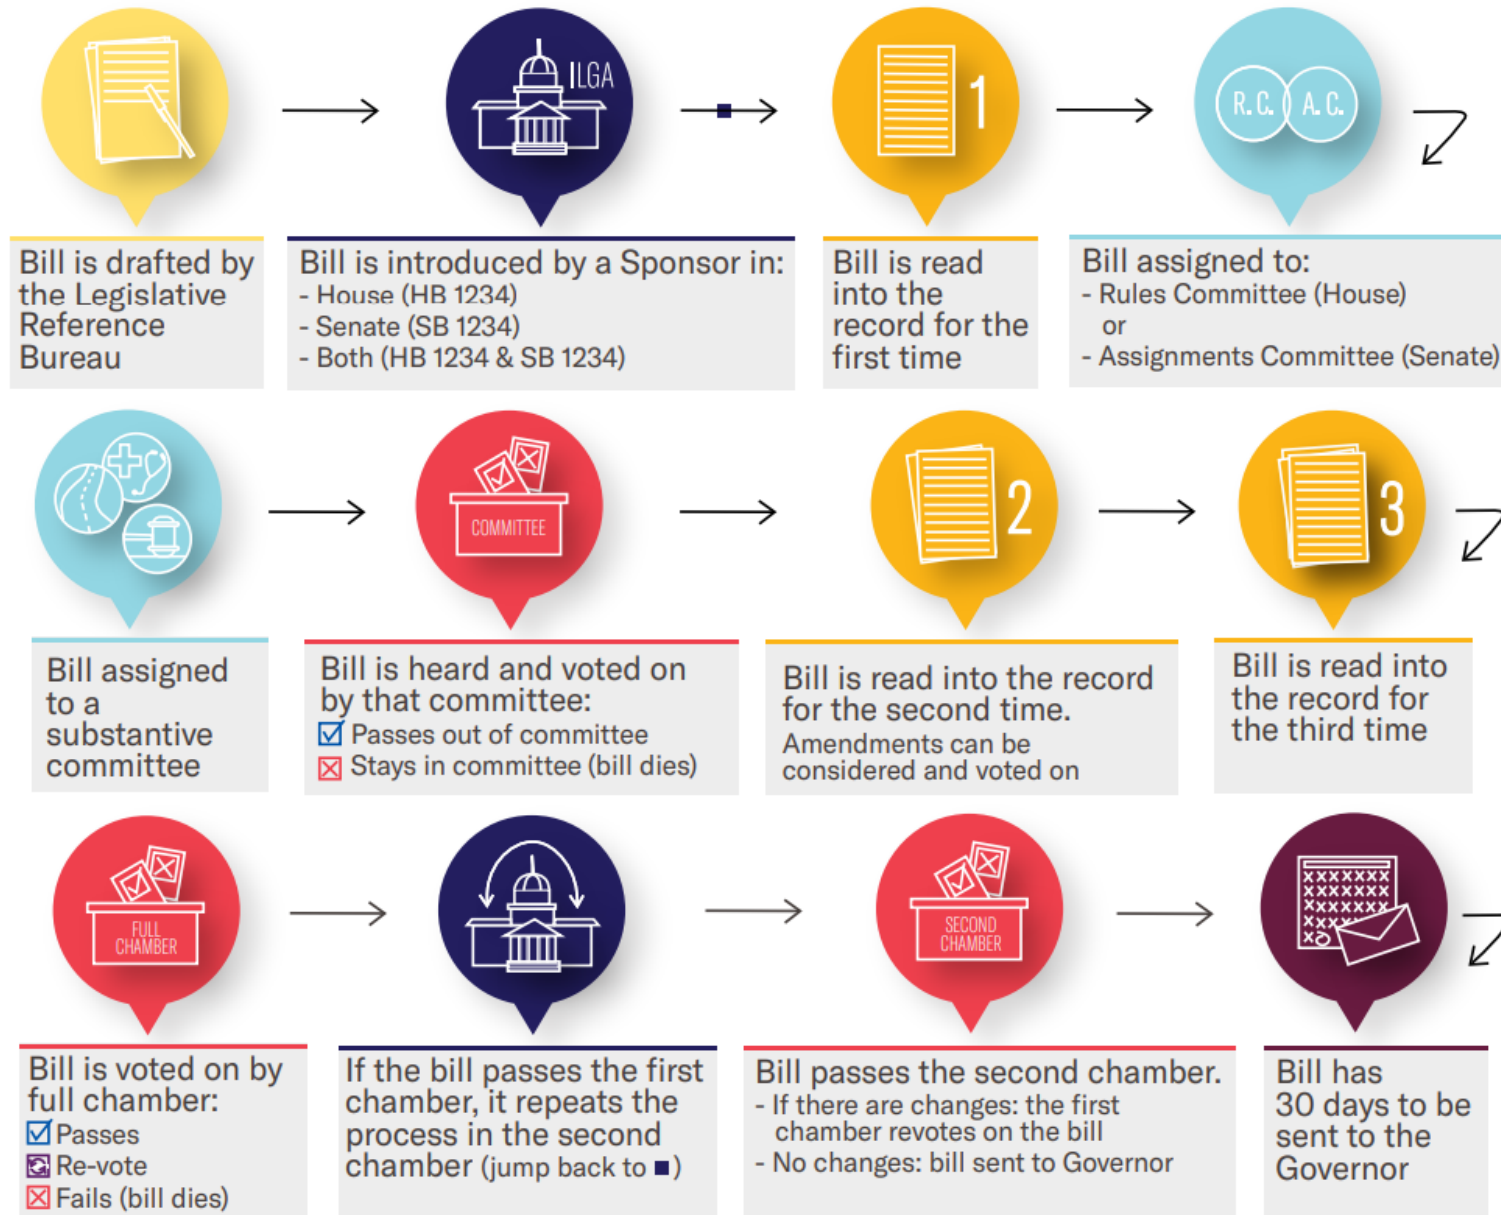 ILGA
1
R.C. A.C.
Bill is drafted by
the Legislative
Reference
Bureau
Bill is introduced by a Sponsor in:
- House (HB 1234)
- Senate (SB 1234)
- Both (HB 1234 & SB 1234)
Bill is read
into the
record for the
first time
Bill assigned to:
- Rules Committee (House)
or
- Assignments Committee (Senate)
COMMITTEE
2
3
Bill assigned
to a
substantive
committee
Bill is heard and voted on
by that committee:
Passes out of committee
Stays in committee (bill dies)
Bill is read into the record
for the second time.
Amendments can be
considered and voted on
Bill is read into
the record for
the third time
FULL
CHAMBER
SECOND
CHAMBER
Bill is voted on by
full chamber:
Passes
Re-vote
Fails (bill dies)
If the bill passes the first
chamber, it repeats the
process in the second
chamber (jump back to ■)
Bill passes the second chamber.
- If there are changes: the first
chamber revotes on the bill
- No changes: bill sent to Governor
Bill has
30 days to be
sent to the
Governor